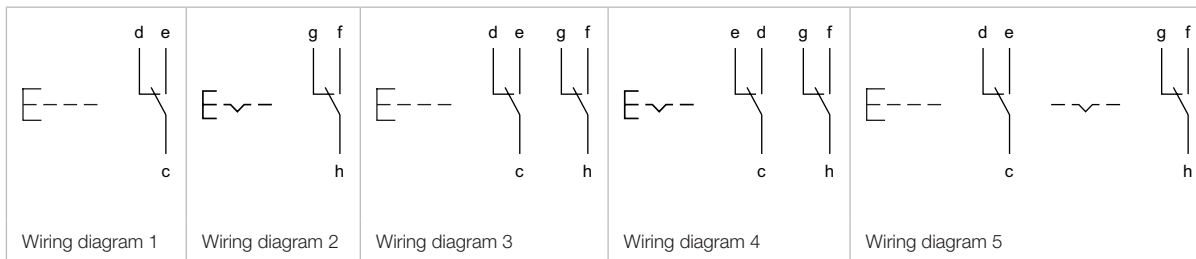 d e
c
Wiring diagram 1
g f
h
Wiring diagram 2
d e g f
c h
Wiring diagram 3
e d g f
c h
Wiring diagram 4
d e g f
c h
Wiring diagram 5